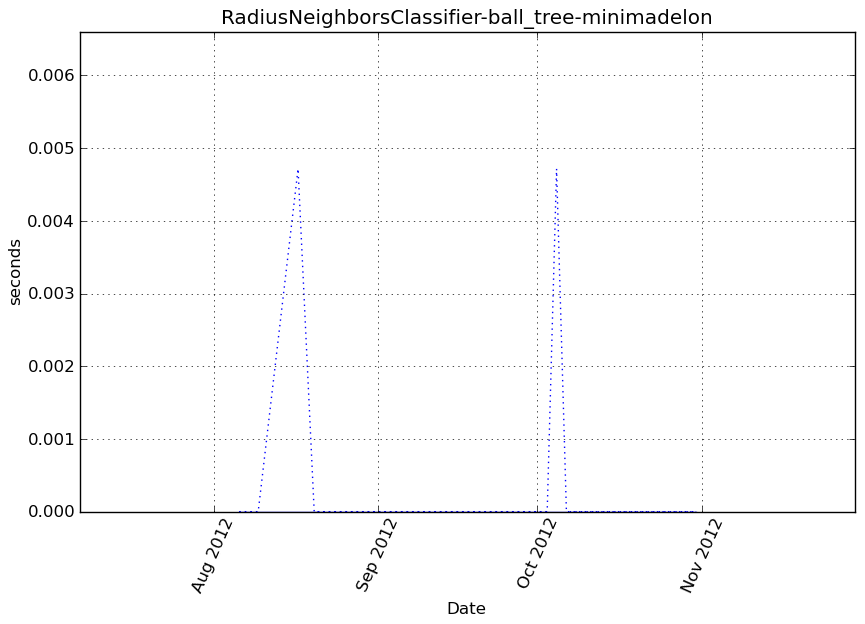 RadiusNeighborsClassifier-ball_tree-minimadelon
0.006
0.005
0.004
0.003
0.002
0.001
0.000
seconds
Aug 2012
Sep 2012
Oct 2012
Nov 2012
Date